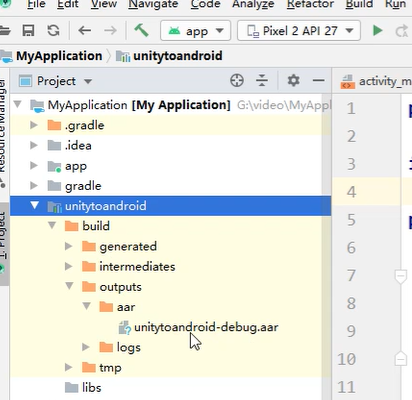 File Edit View Navigate Code Analyze Refactor Build Run
app Pixel 2 API 27
MyApplication unitytoandroid
Project activity_m
MyApplication [My Application] G:\video\MyAppl
.gradle
.idea
app
gradle
unitytoandroid
build
generated
intermediates
outputs
aar
unitytoandroid-debug.aar
logs
tmp
libs
Resource Manager
1: Project
1
2
3
4
5
6
7
8
9
10
11